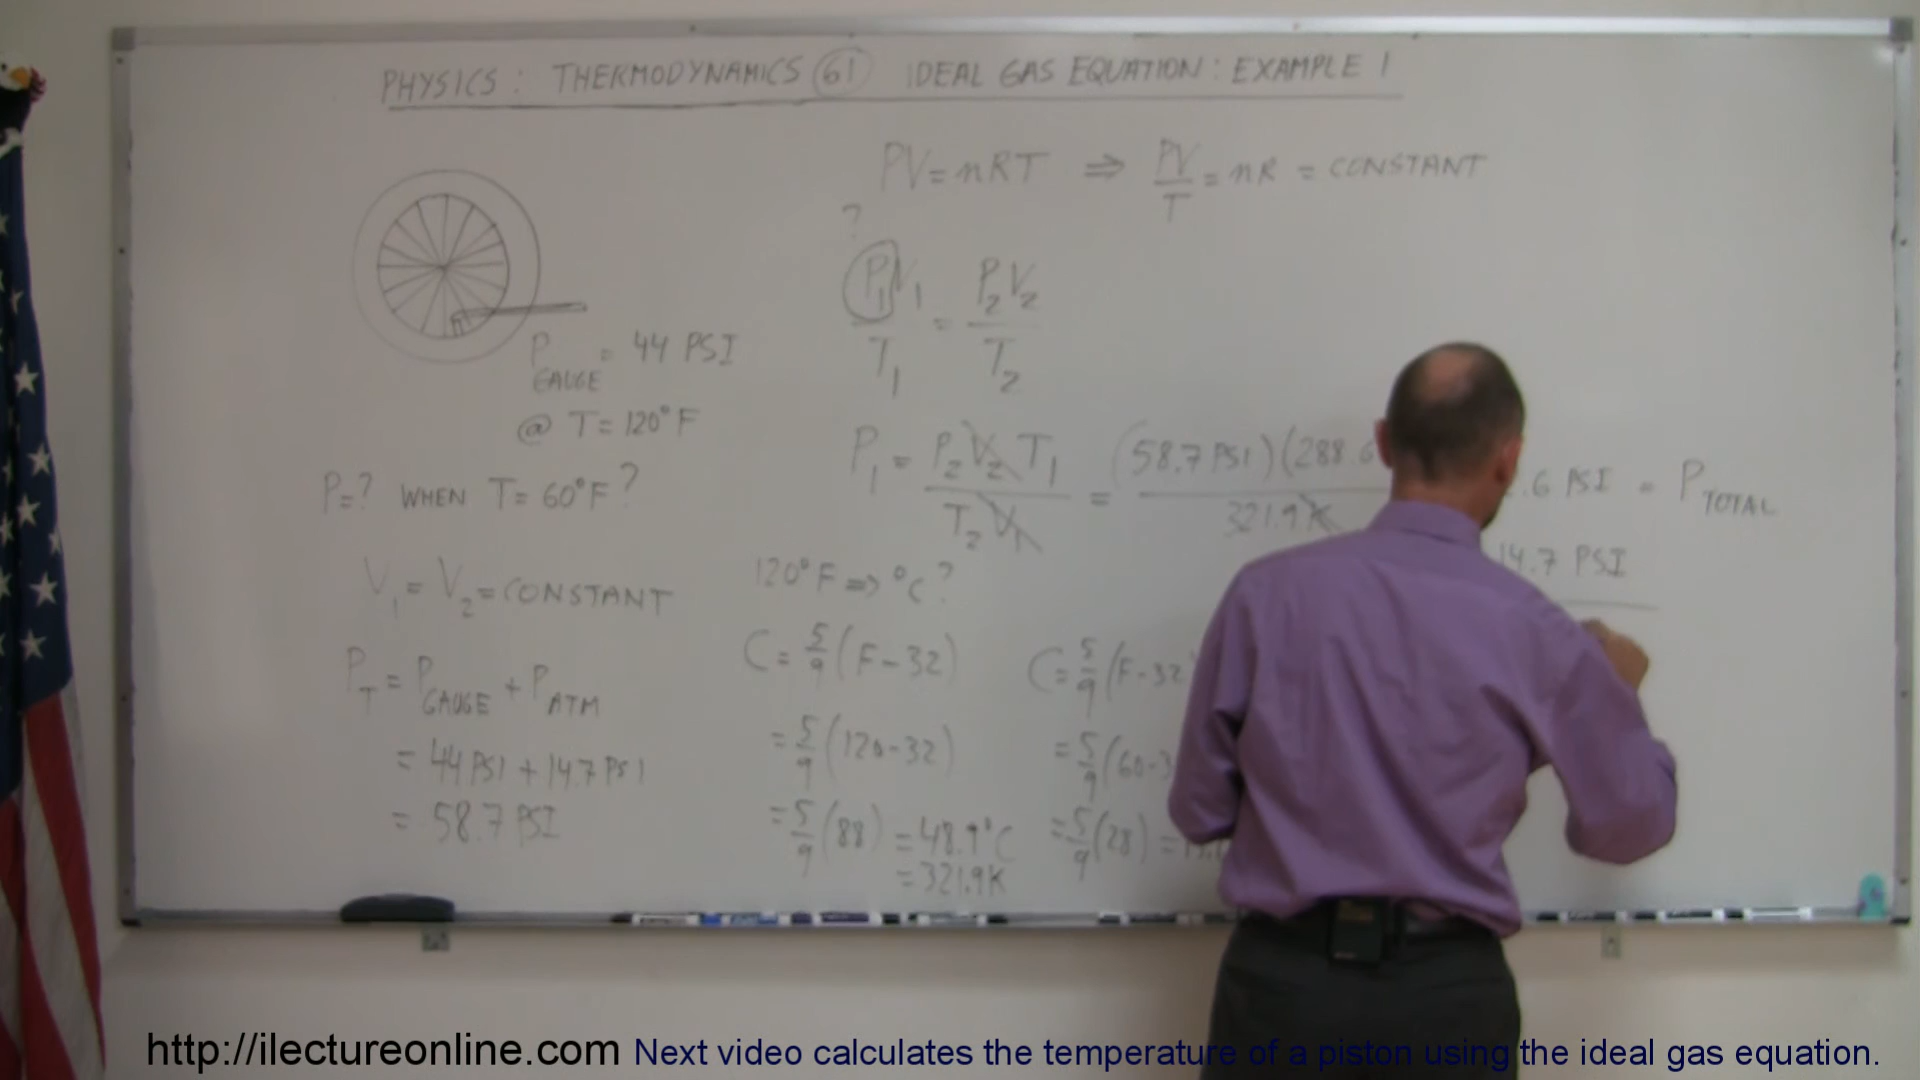 PHYSICS: THERMODYNAMICS 61 IDEAL GAS EQUATION: EXAMPLE 1
PV = nRT ⇒ PV/T = nR = CONSTANT
?
P₁V₁/T₁ = P₂V₂/T₂
P GAUGE = 44 PSI
@ T = 120°F
P=? WHEN T= 60°F?
P₁ = P₂V₂T₁/T₂V₁ = (58.7 PSI)(288.6/321.9K
.6 PSI = P TOTAL
14.7 PSI
V₁ = V₂ = CONSTANT
P_T = P GAUGE + P ATM
= 44 PSI + 14.7 PSI
= 58.7 PSI
120°F ⇒ °C?
C = 5/9 (F - 32)
= 5/9 (120 - 32)
= 5/9 (88) = 48.9°C
= 321.9K
C = 5/9 (F - 32
= 5/9 (60 - 3
= 5/9 (28) =
http://ilectureonline.com Next video calculates the temperature of a piston using the ideal gas equation.